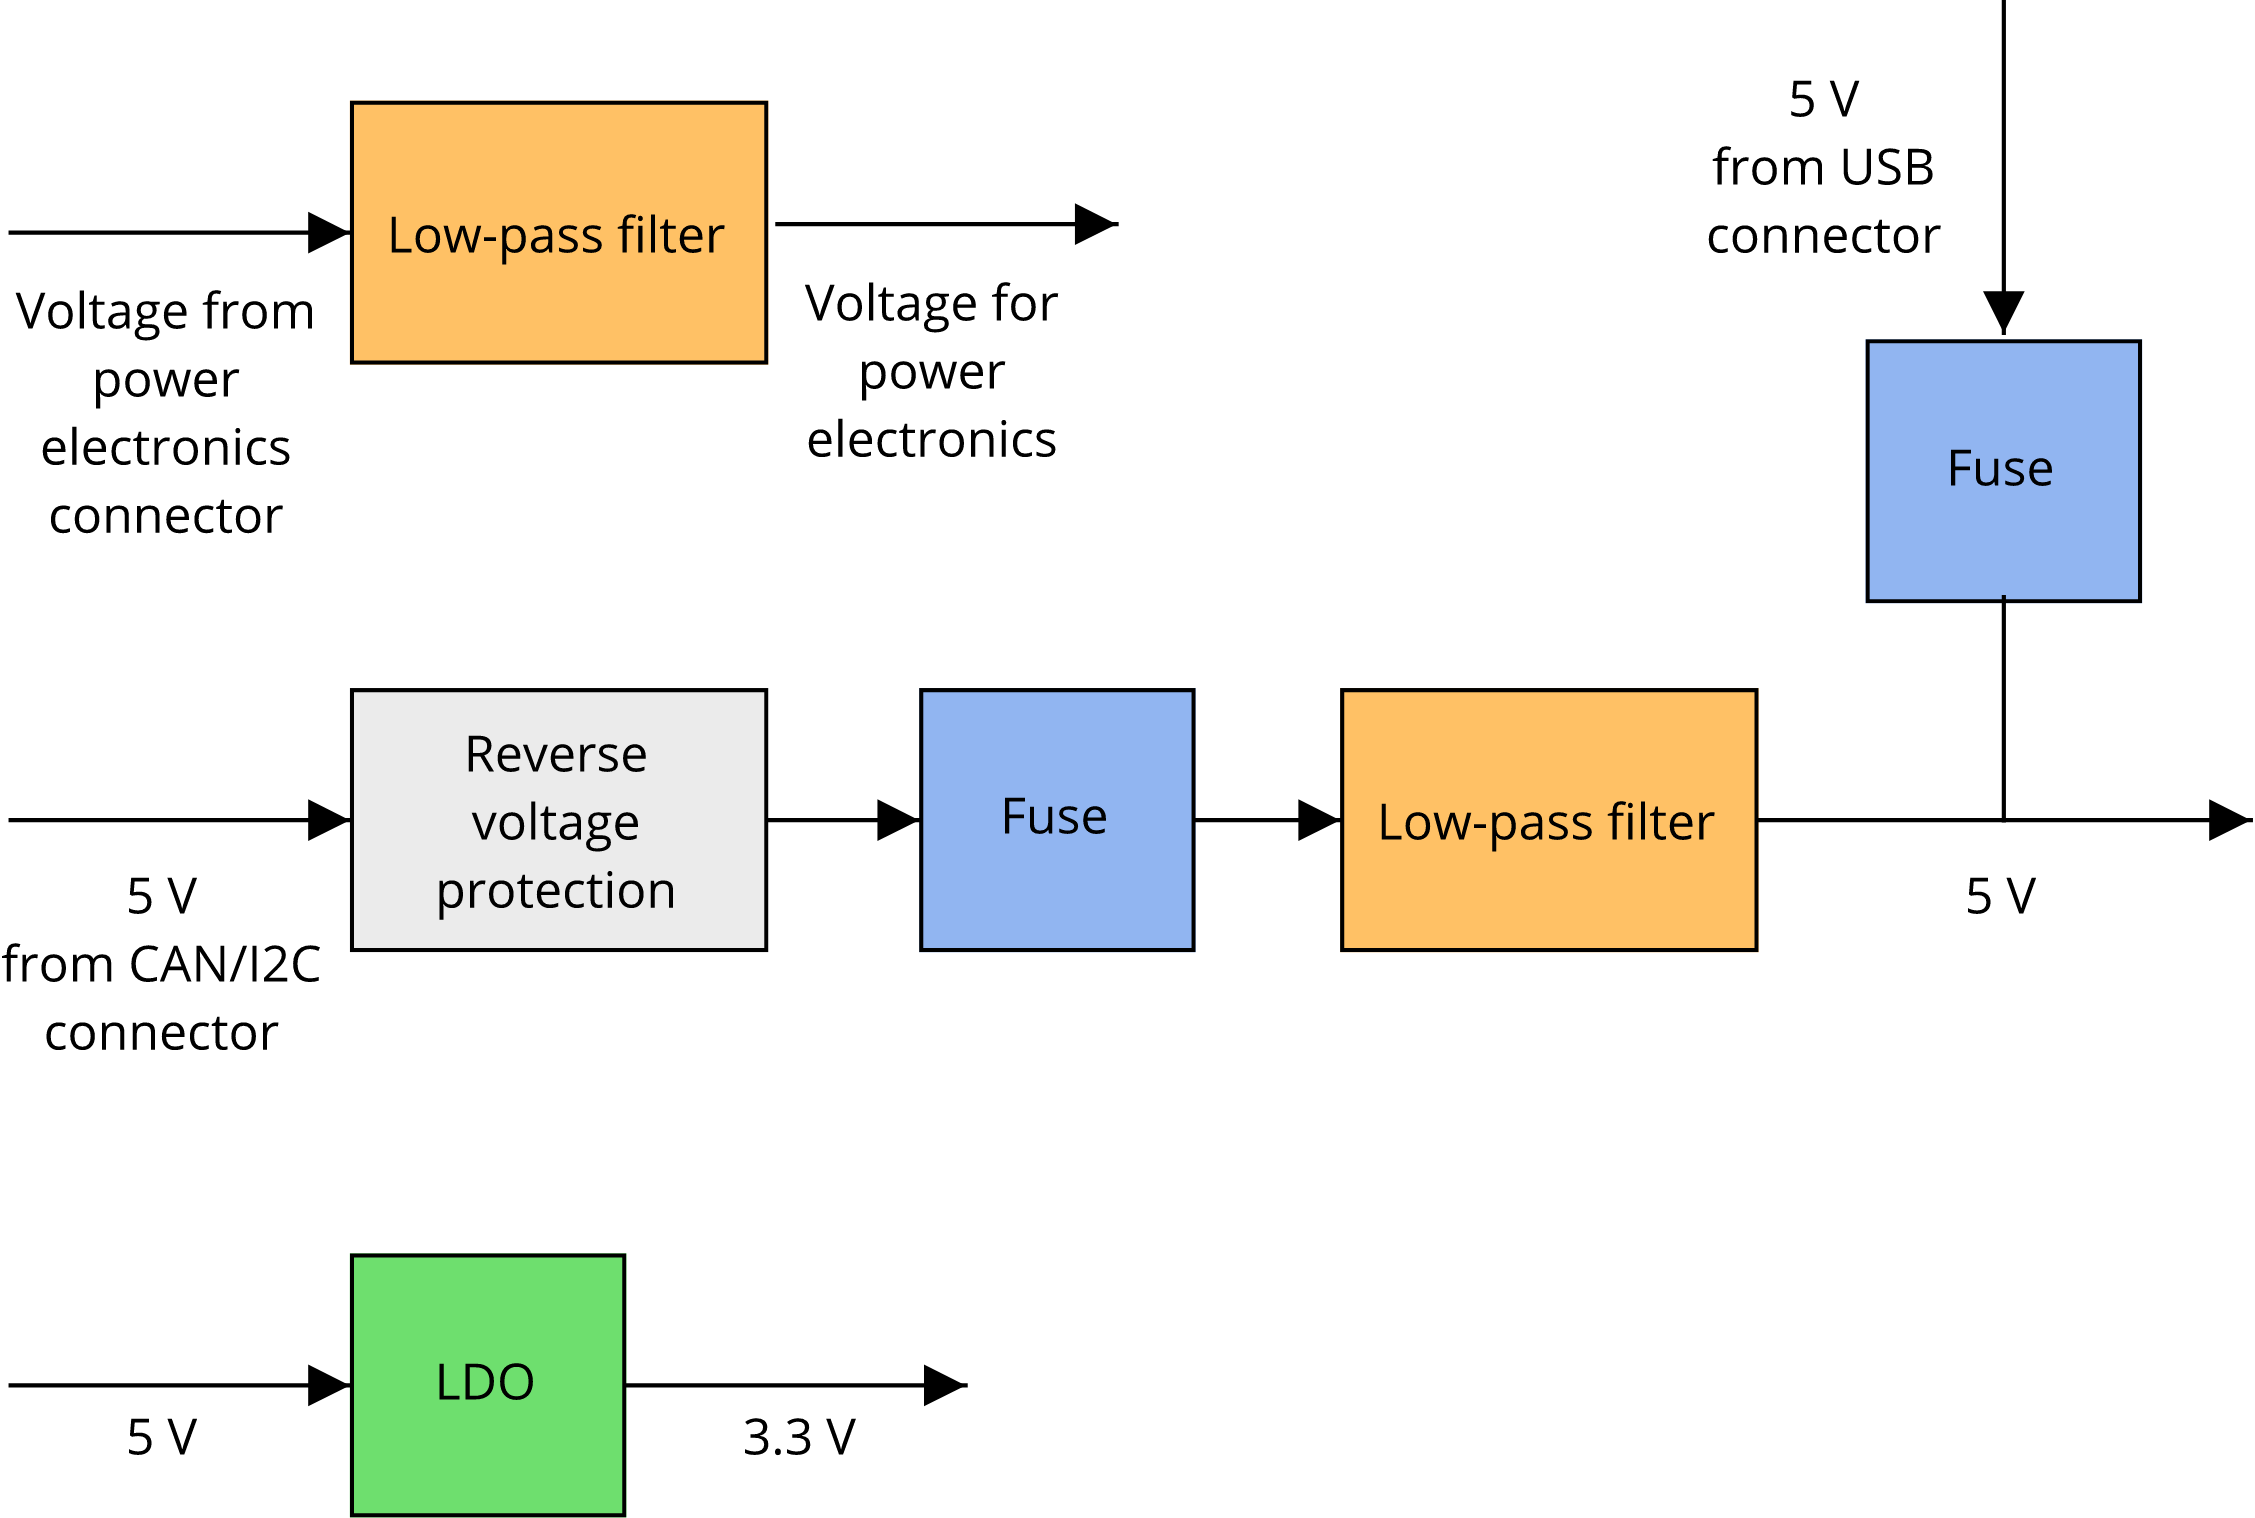 Low-pass filter
Voltage from
power
electronics
connector
Voltage for
power
electronics
5 V
from USB
connector
Fuse
5 V
from CAN/I2C
connector
Reverse
voltage
protection
Fuse
Low-pass filter
5 V
5 V
LDO
3.3 V